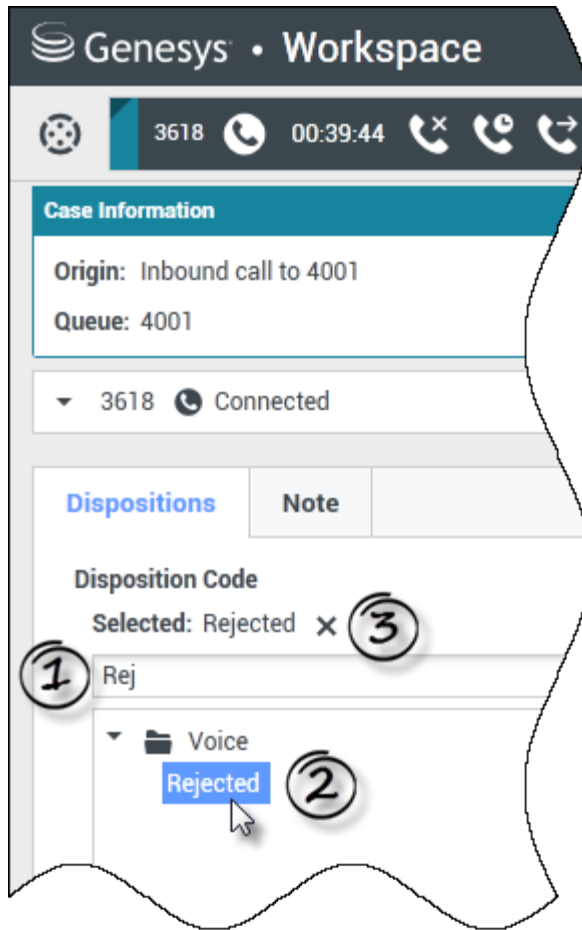 Genesys • Workspace
3618 00:39:44
Case Information
Origin: Inbound call to 4001
Queue: 4001
3618 Connected
Dispositions Note
Disposition Code
Selected: Rejected × 3
1 Rej
Voice
Rejected 2